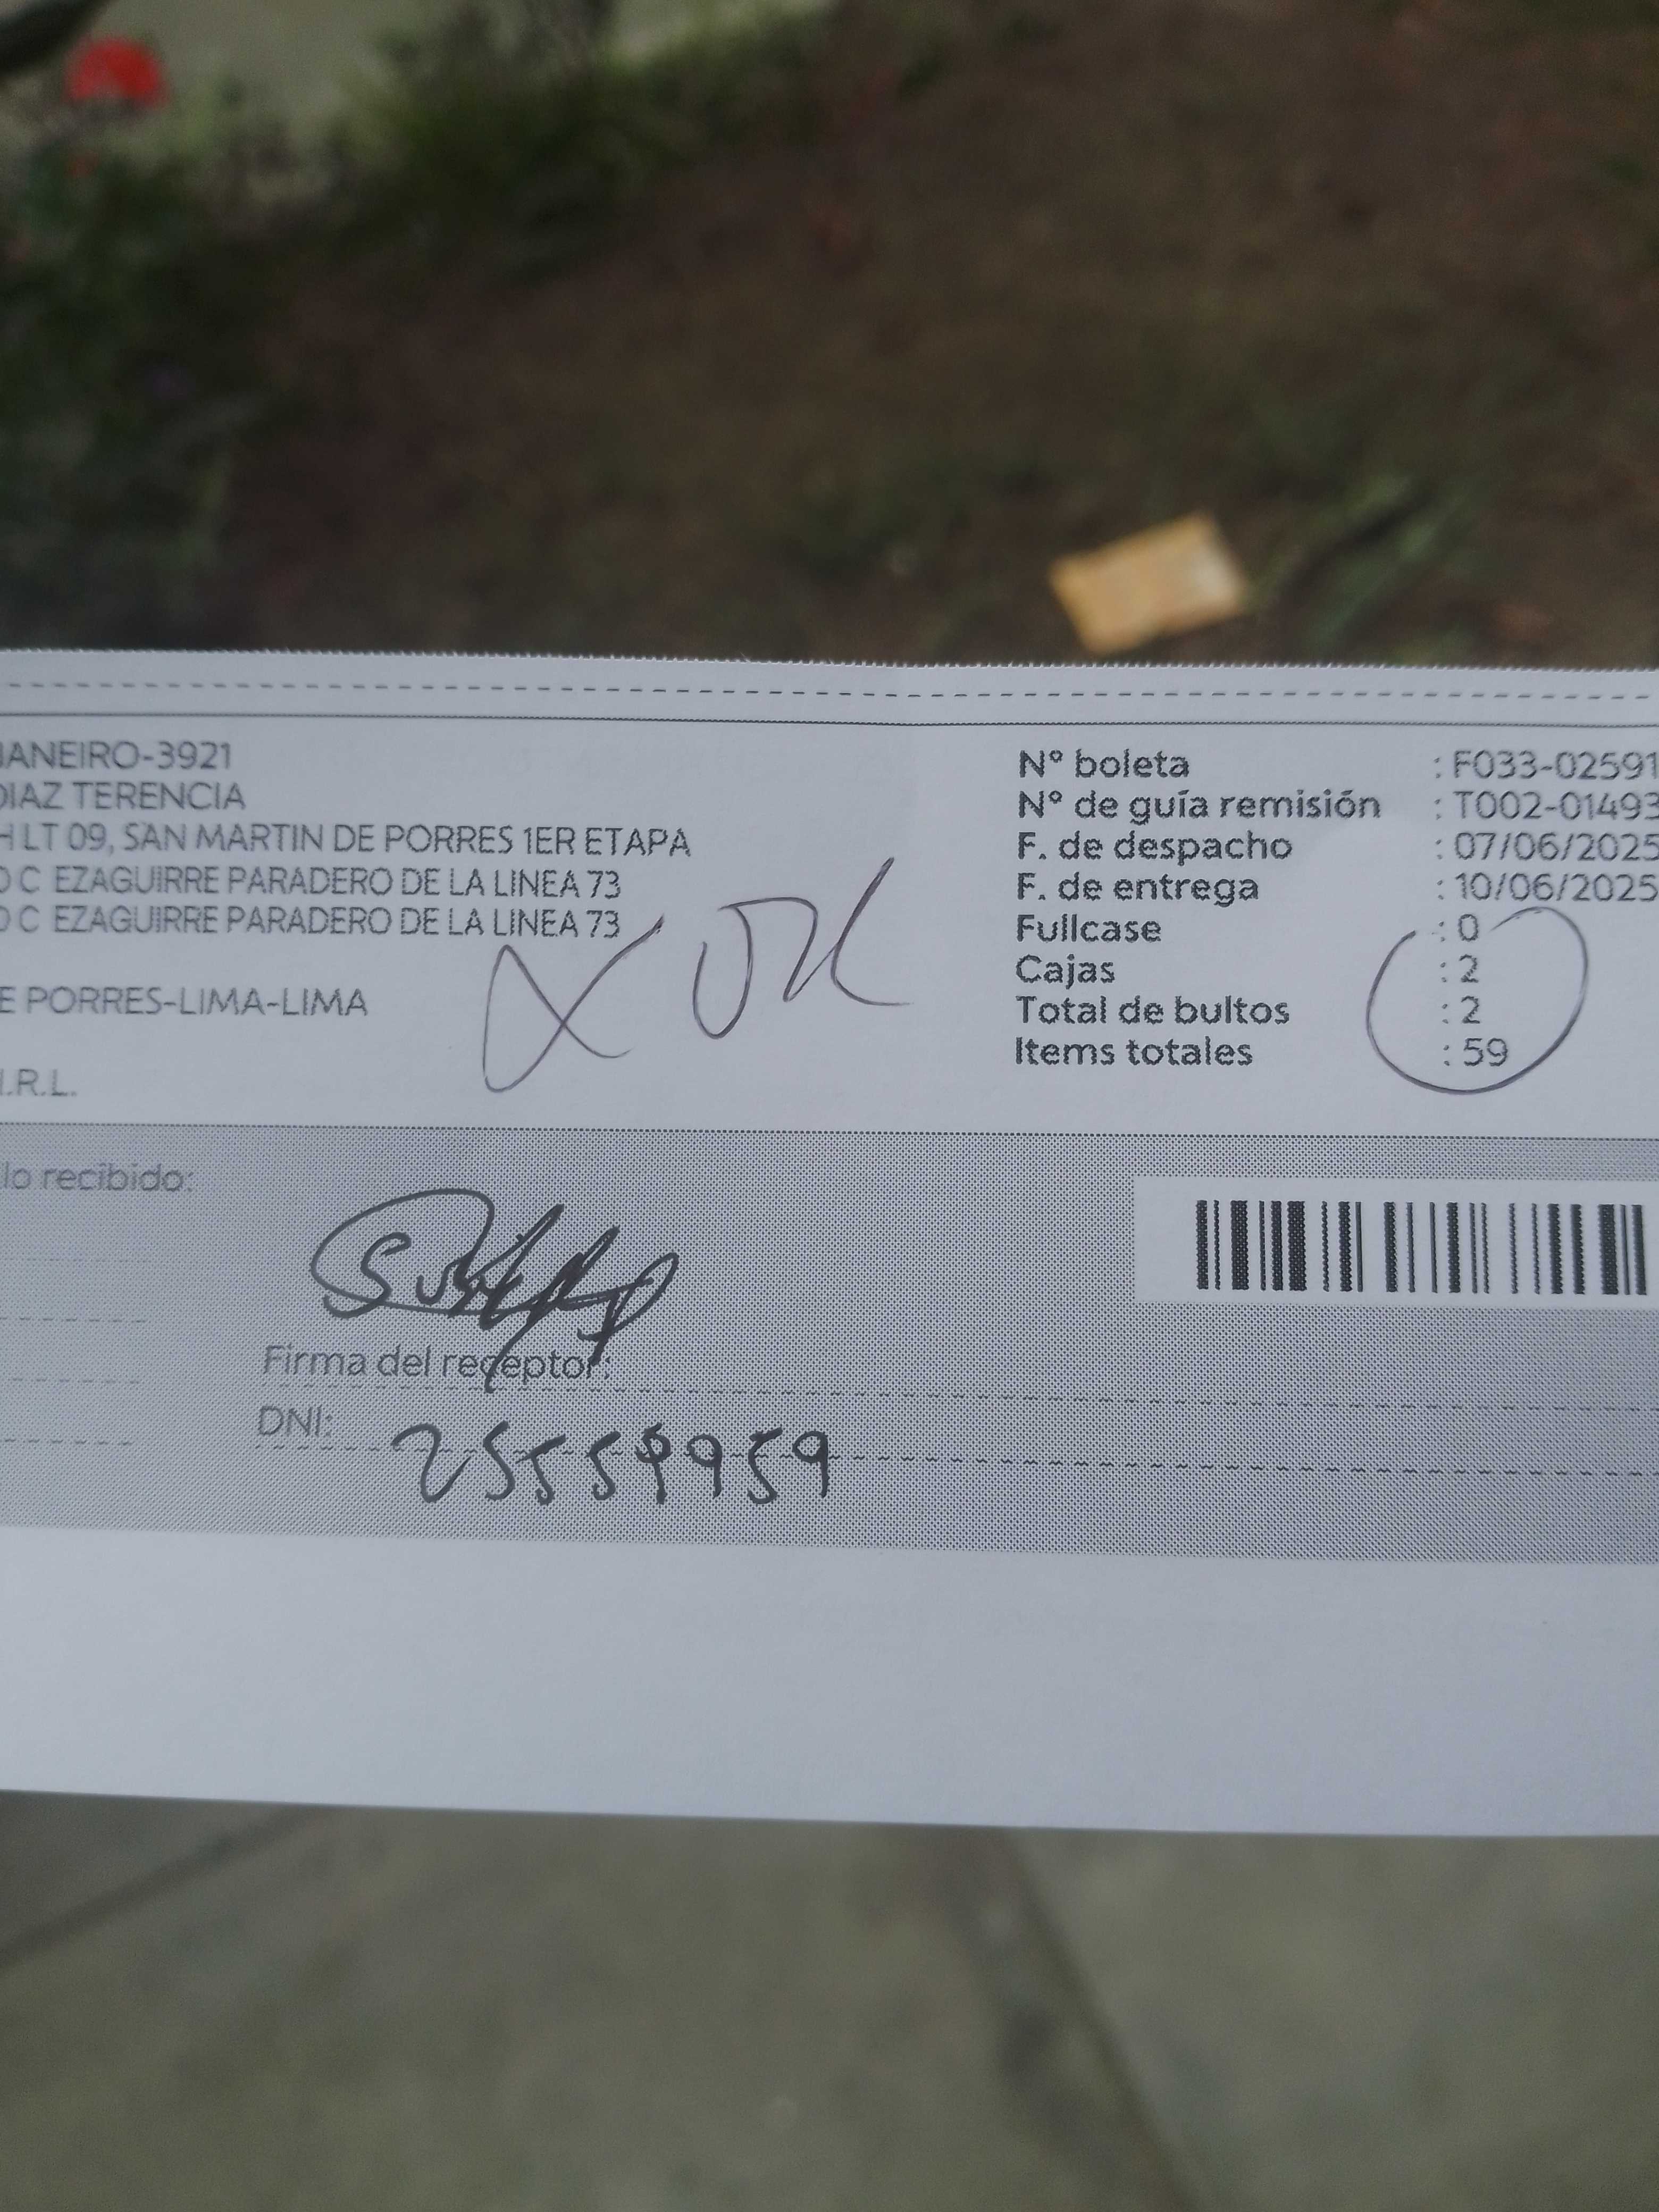 JANEIRO-3921
DIAZ TERENCIA
H LT 09, SAN MARTIN DE PORRES 1ER ETAPA
O C EZAGUIRRE PARADERO DE LA LINEA 73
O C EZAGUIRRE PARADERO DE LA LINEA 73
E PORRES-LIMA-LIMA
I.R.L.
X OK
N° boleta : F033-02591
N° de guía remisión : T002-01493
F. de despacho : 07/06/2025
F. de entrega : 10/06/2025
Fullcase : 0
Cajas : 2
Total de bultos : 2
Items totales : 59
lo recibido:
Firma del receptor:
DNI: 25559959